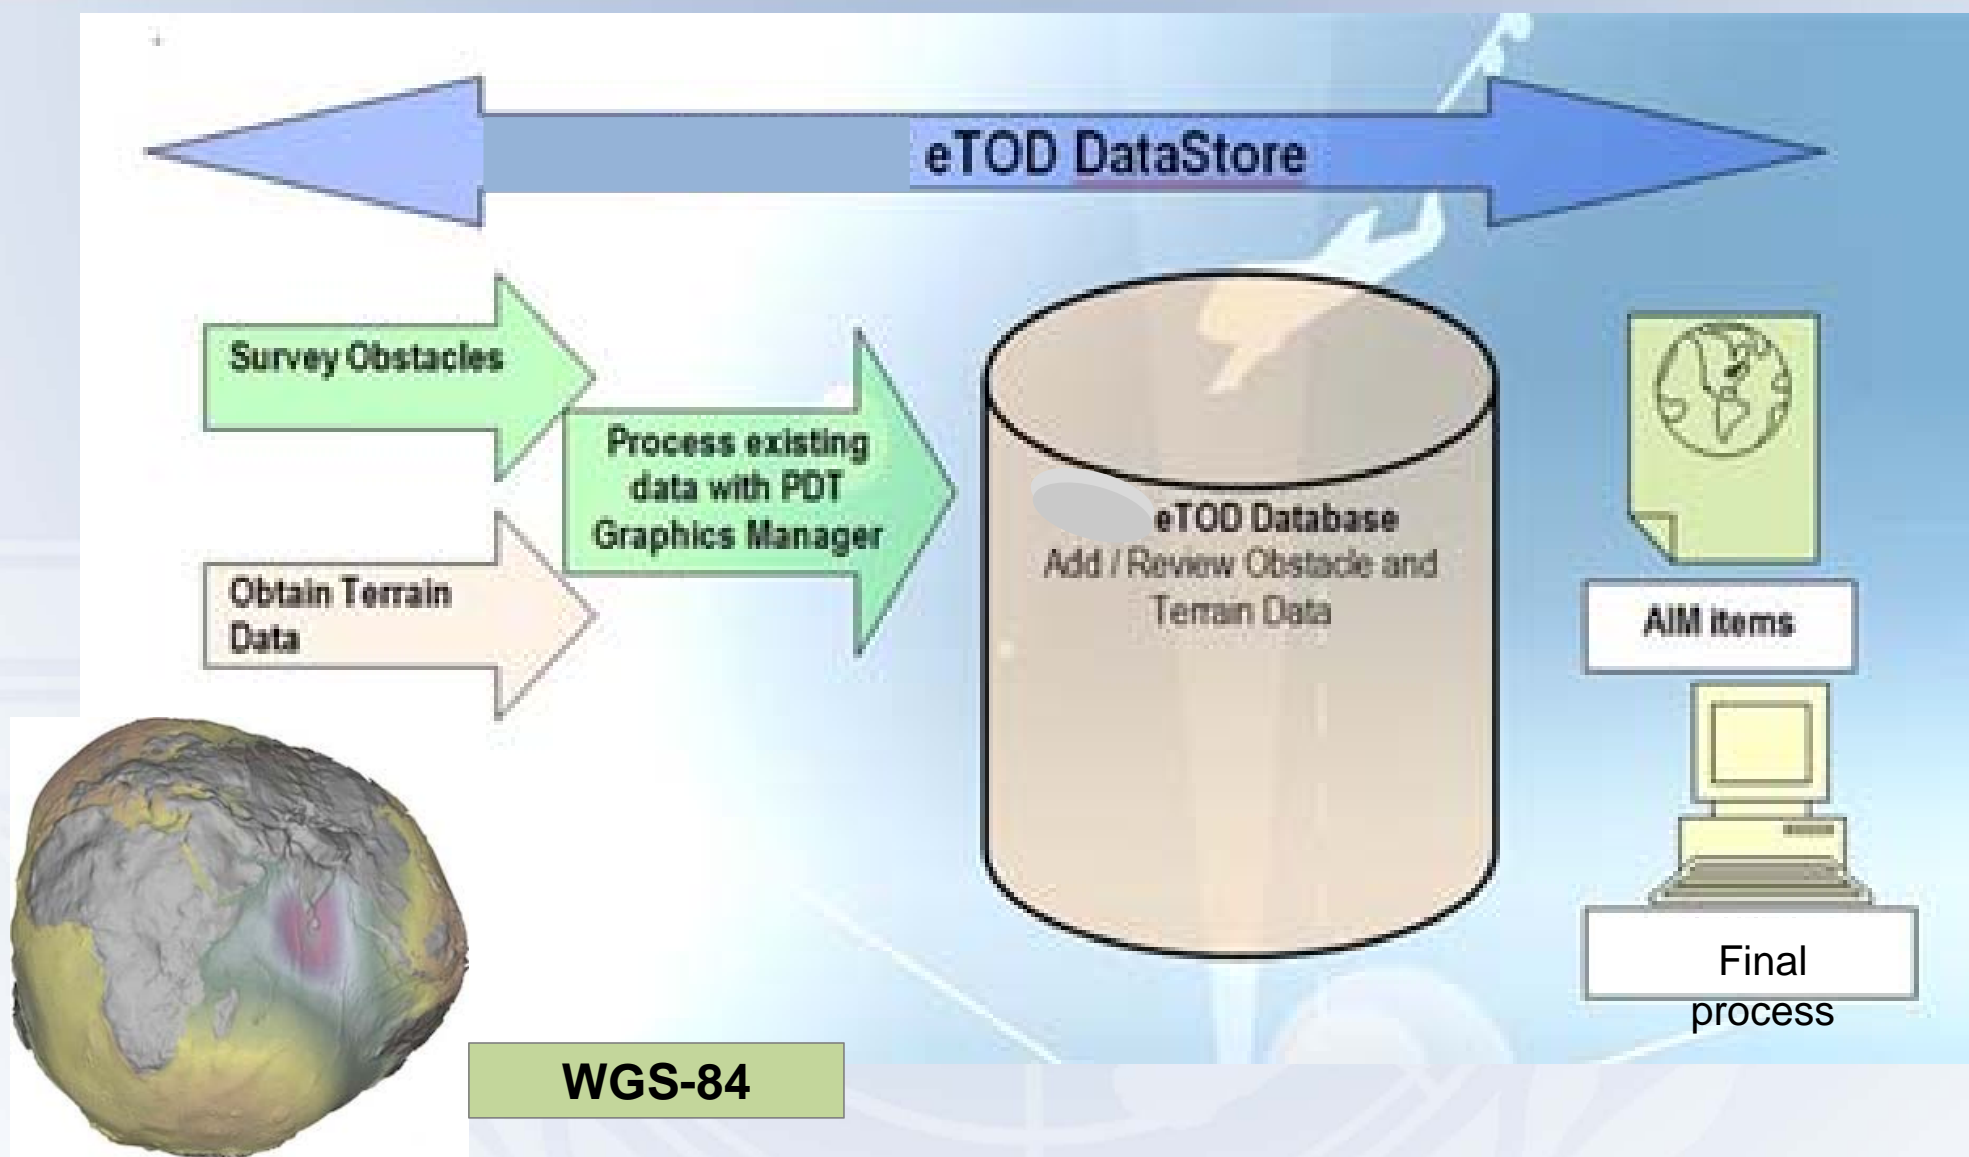 eTOD DataStore
Survey Obstacles
Process existing
data with PDT
Graphics Manager
Obtain Terrain
Data
eTOD Database
Add / Review Obstacle and
Terrain Data
AIM items
Final
process
WGS-84